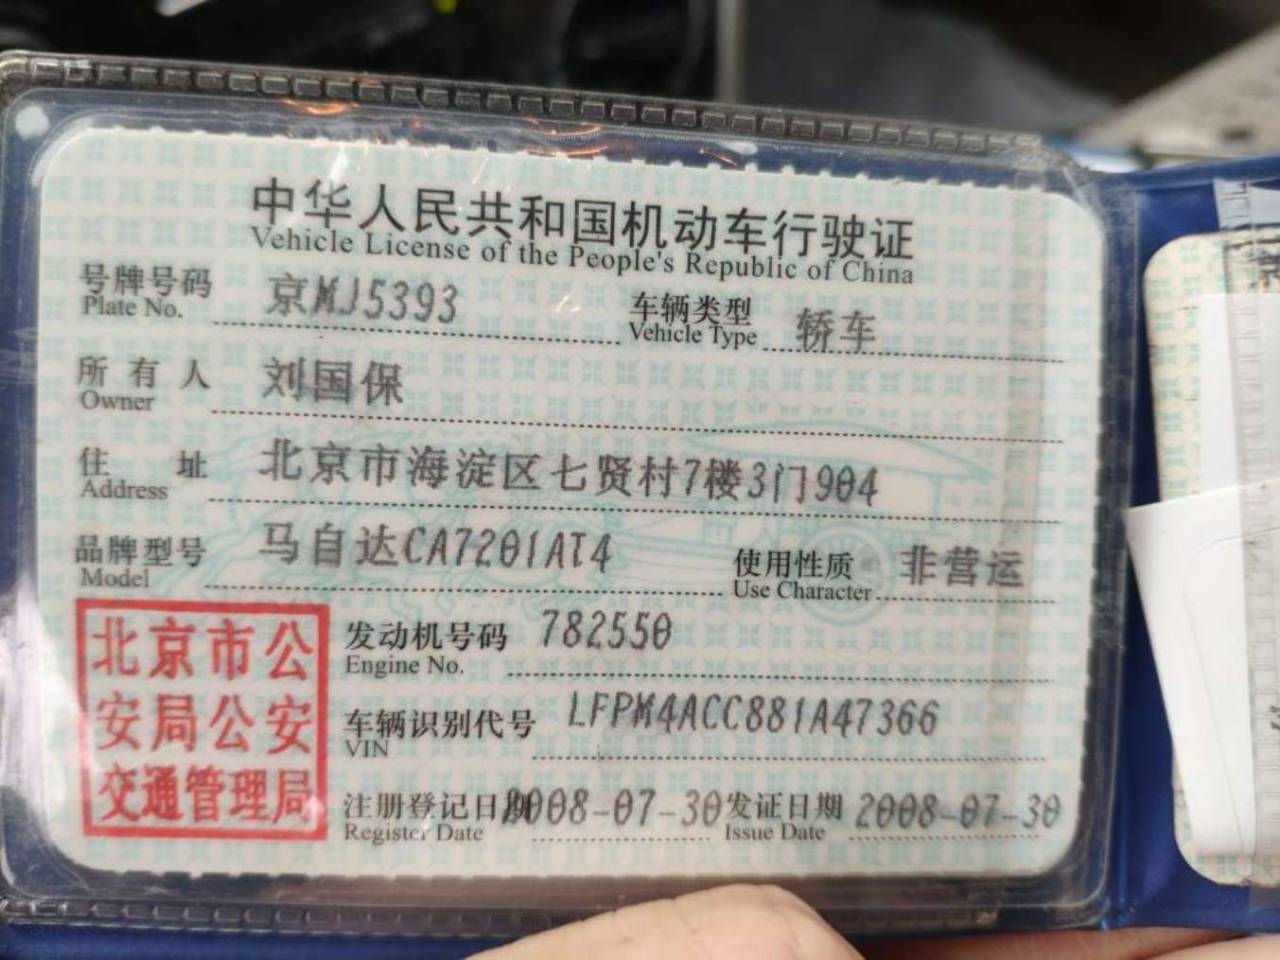 中华人民共和国机动车行驶证
Vehicle License of the People's Republic of China
号牌号码 京MJ5393 车辆类型 轿车
Plate No. Vehicle Type
所有人 刘国保
Owner
住址 北京市海淀区七贤村7楼3门904
Address
品牌型号 马自达CA7201AT4 使用性质 非营运
Model Use Character
北京市公
安局公安
交通管理局
发动机号码 782550
Engine No.
车辆识别代号 LFPM4ACC881A47366
VIN
注册登记日期 2008-07-30 发证日期 2008-07-30
Register Date Issue Date